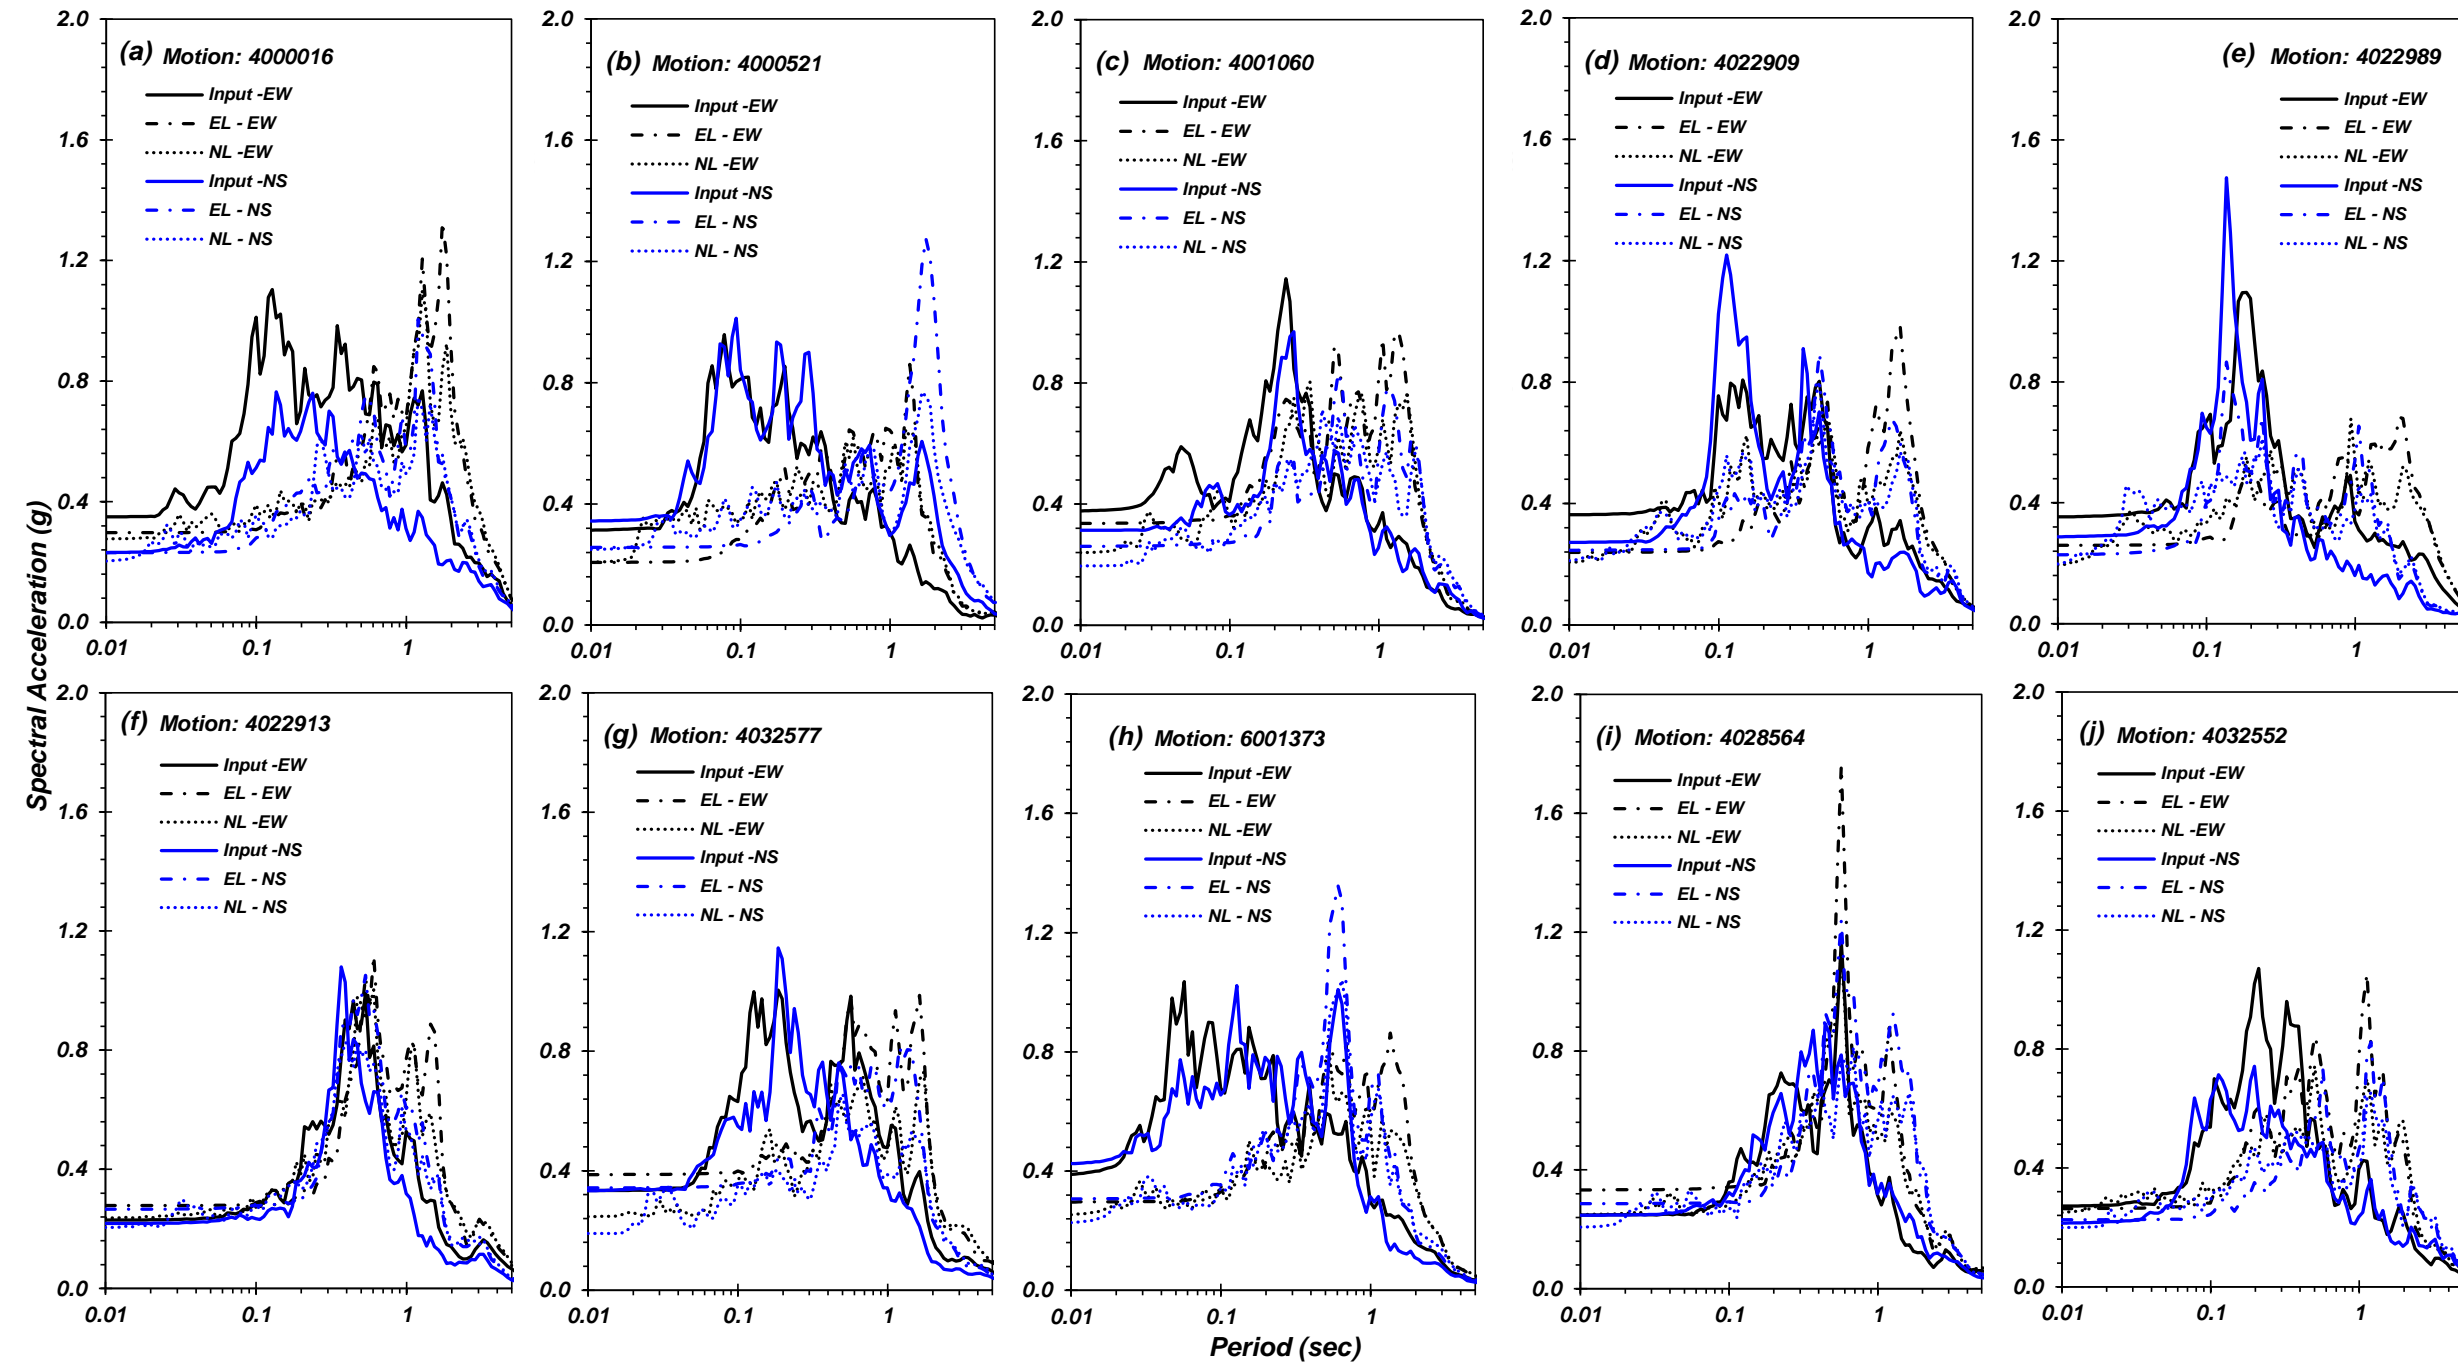 Spectral Acceleration (g)
(a) Motion: 4000016
Input -EW
EL - EW
NL -EW
Input -NS
EL - NS
NL - NS
2.0
1.6
1.2
0.8
0.4
0.0
0.01
0.1
1
(b) Motion: 4000521
Input -EW
EL - EW
NL -EW
Input -NS
EL - NS
NL - NS
2.0
1.6
1.2
0.8
0.4
0.0
0.01
0.1
1
(c) Motion: 4001060
Input -EW
EL - EW
NL -EW
Input -NS
EL - NS
NL - NS
2.0
1.6
1.2
0.8
0.4
0.0
0.01
0.1
1
(d) Motion: 4022909
Input -EW
EL - EW
NL -EW
Input -NS
EL - NS
NL - NS
2.0
1.6
1.2
0.8
0.4
0.0
0.01
0.1
1
(e) Motion: 4022989
Input -EW
EL - EW
NL -EW
Input -NS
EL - NS
NL - NS
2.0
1.6
1.2
0.8
0.4
0.0
0.01
0.1
1
(f) Motion: 4022913
Input -EW
EL - EW
NL -EW
Input -NS
EL - NS
NL - NS
2.0
1.6
1.2
0.8
0.4
0.0
0.01
0.1
1
(g) Motion: 4032577
Input -EW
EL - EW
NL -EW
Input -NS
EL - NS
NL - NS
2.0
1.6
1.2
0.8
0.4
0.0
0.01
0.1
1
(h) Motion: 6001373
Input -EW
EL - EW
NL -EW
Input -NS
EL - NS
NL - NS
2.0
1.6
1.2
0.8
0.4
0.0
0.01
0.1
1
(i) Motion: 4028564
Input -EW
EL - EW
NL -EW
Input -NS
EL - NS
NL - NS
2.0
1.6
1.2
0.8
0.4
0.0
0.01
0.1
1
(j) Motion: 4032552
Input -EW
EL - EW
NL -EW
Input -NS
EL - NS
NL - NS
2.0
1.6
1.2
0.8
0.4
0.0
0.01
0.1
1
Period (sec)